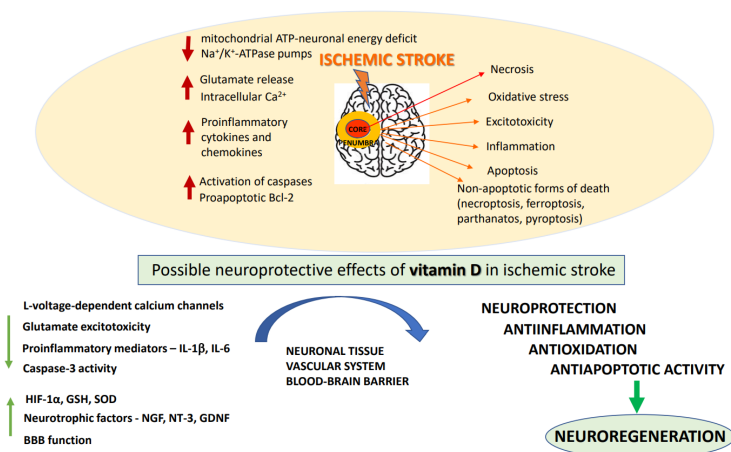 mitochondrial ATP-neuronal energy deficit
Na⁺/K⁺-ATPase pumps
ISCHEMIC STROKE
Glutamate release
Intracellular Ca²⁺
Proinflammatory
cytokines and
chemokines
Activation of caspases
Proapoptotic Bcl-2
CORE
PENUMBRA
Necrosis
Oxidative stress
Excitotoxicity
Inflammation
Apoptosis
Non-apoptotic forms of death
(necroptosis, ferroptosis,
parthanatos, pyroptosis)
Possible neuroprotective effects of vitamin D in ischemic stroke
L-voltage-dependent calcium channels
Glutamate excitotoxicity
Proinflammatory mediators – IL-1β, IL-6
Caspase-3 activity
HIF-1α, GSH, SOD
Neurotrophic factors - NGF, NT-3, GDNF
BBB function
NEURONAL TISSUE
VASCULAR SYSTEM
BLOOD-BRAIN BARRIER
NEUROPROTECTION
ANTIINFLAMMATION
ANTIOXIDATION
ANTIAPOPTOTIC ACTIVITY
NEUROREGENERATION